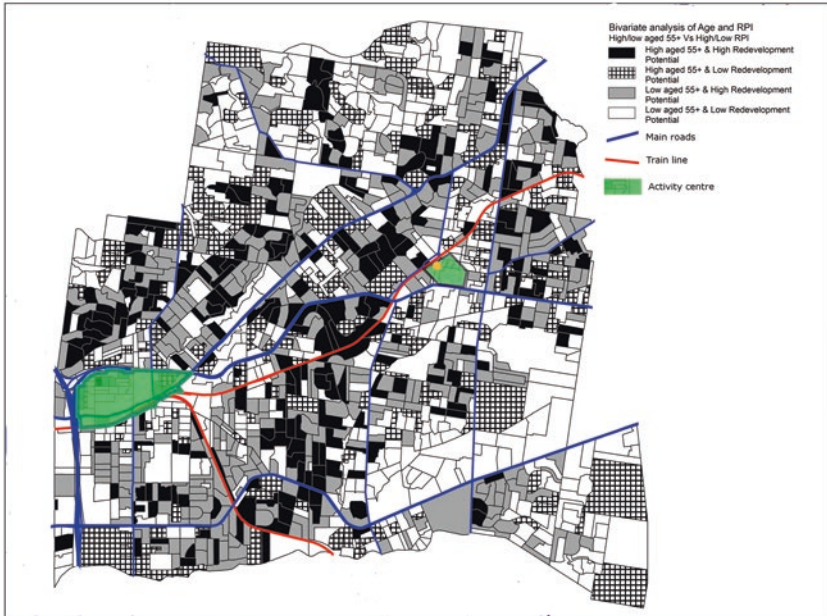 Bivariate analysis of Age and RPI
High/low aged 55+ Vs High/Low RPI
High aged 55+ & High Redevelopment
Potential
High aged 55+ & Low Redevelopment
Potential
Low aged 55+ & High Redevelopment
Potential
Low aged 55+ & Low Redevelopment
Potential
Main roads
Train line
Activity centre